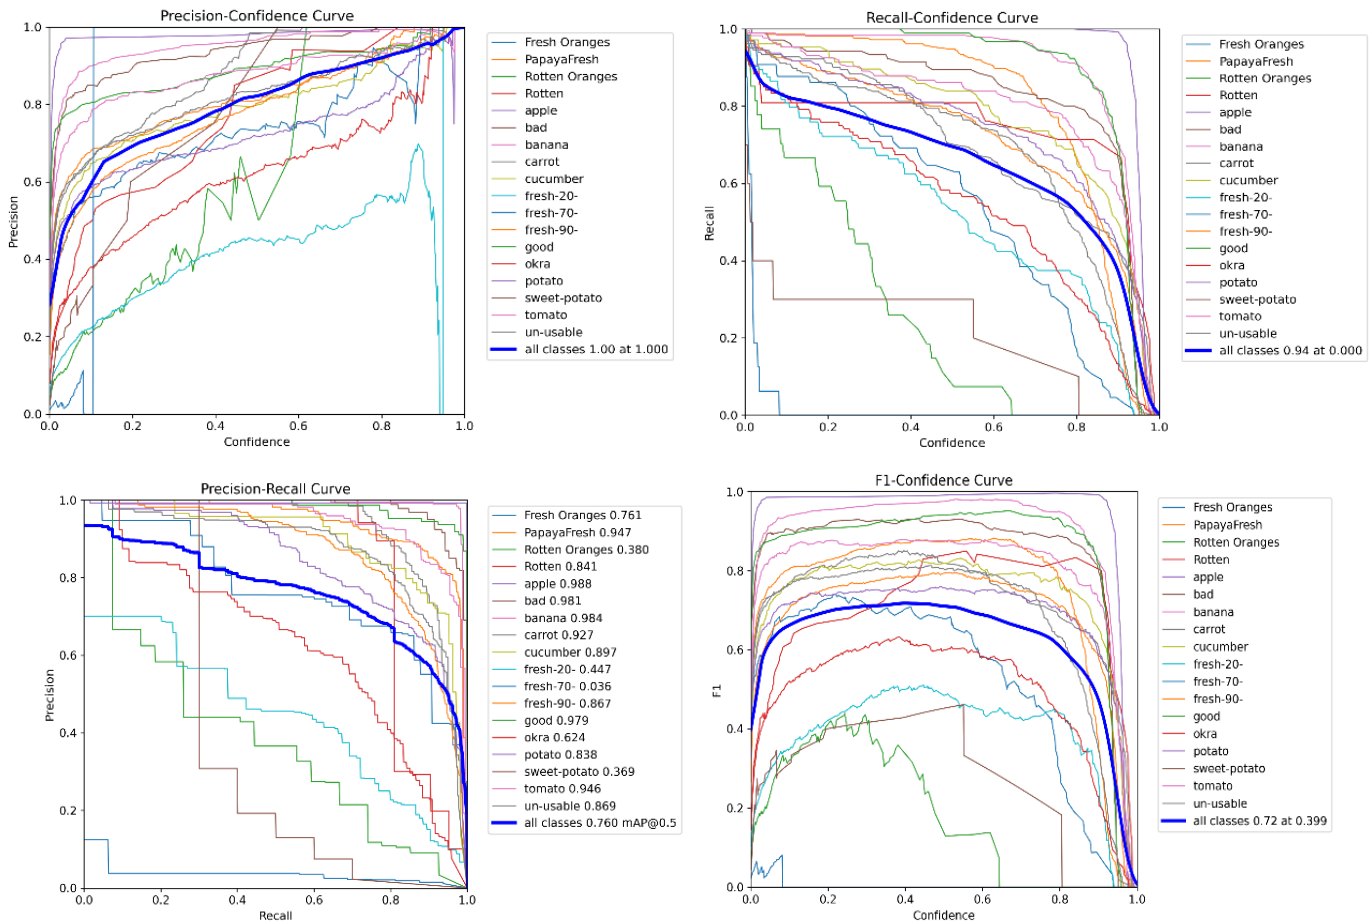 Precision-Confidence Curve
1.0
0.8
0.6
0.4
0.2
0.0
Precision
0.0 0.2 0.4 0.6 0.8 1.0
Confidence
Fresh Oranges
PapayaFresh
Rotten Oranges
Rotten
apple
bad
banana
carrot
cucumber
fresh-20-
fresh-70-
fresh-90-
good
okra
potato
sweet-potato
tomato
un-usable
all classes 1.00 at 1.000
Recall-Confidence Curve
1.0
0.8
0.6
0.4
0.2
0.0
Recall
0.0 0.2 0.4 0.6 0.8 1.0
Confidence
Fresh Oranges
PapayaFresh
Rotten Oranges
Rotten
apple
bad
banana
carrot
cucumber
fresh-20-
fresh-70-
fresh-90-
good
okra
potato
sweet-potato
tomato
un-usable
all classes 0.94 at 0.000
Precision-Recall Curve
1.0
0.8
0.6
0.4
0.2
0.0
Precision
0.0 0.2 0.4 0.6 0.8 1.0
Recall
Fresh Oranges 0.761
PapayaFresh 0.947
Rotten Oranges 0.380
Rotten 0.841
apple 0.988
bad 0.981
banana 0.984
carrot 0.927
cucumber 0.897
fresh-20- 0.447
fresh-70- 0.036
fresh-90- 0.867
good 0.979
okra 0.624
potato 0.838
sweet-potato 0.369
tomato 0.946
un-usable 0.869
all classes 0.760 mAP@0.5
F1-Confidence Curve
1.0
0.8
0.6
0.4
0.2
0.0
F1
0.0 0.2 0.4 0.6 0.8 1.0
Confidence
Fresh Oranges
PapayaFresh
Rotten Oranges
Rotten
apple
bad
banana
carrot
cucumber
fresh-20-
fresh-70-
fresh-90-
good
okra
potato
sweet-potato
tomato
un-usable
all classes 0.72 at 0.399